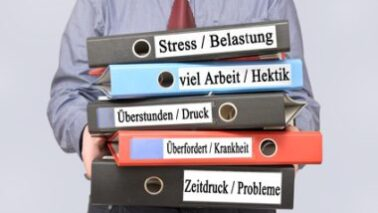 Stress / Belastung
viel Arbeit / Hektik
Überstunden / Druck
Überfordert / Krankheit
Zeitdruck / Probleme